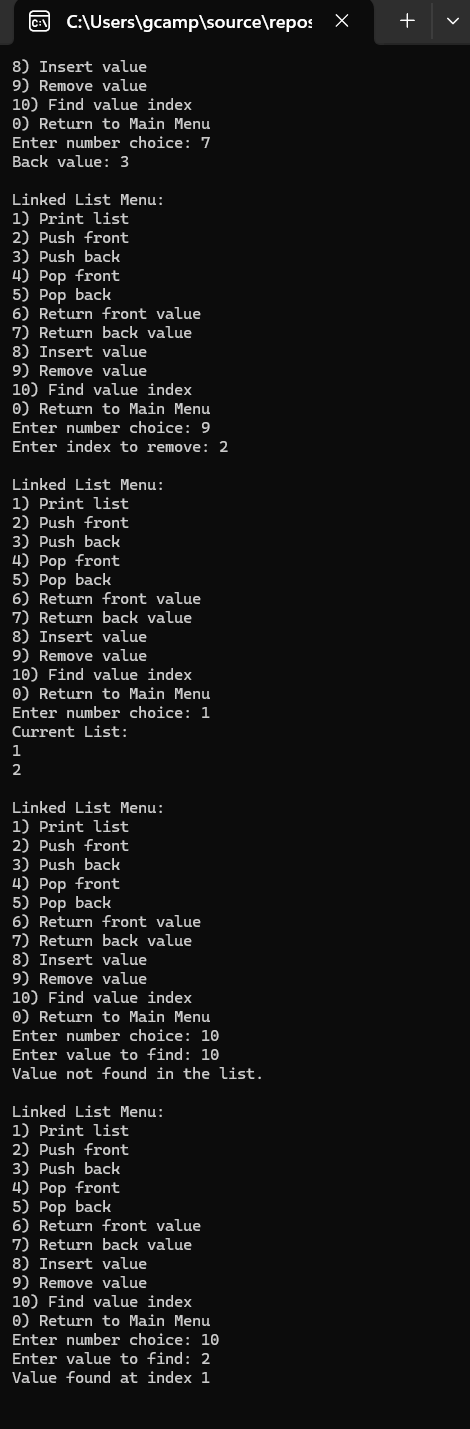 C:\Users\gcamp\source\repos
8) Insert value
9) Remove value
10) Find value index
0) Return to Main Menu
Enter number choice: 7
Back value: 3
Linked List Menu:
1) Print list
2) Push front
3) Push back
4) Pop front
5) Pop back
6) Return front value
7) Return back value
8) Insert value
9) Remove value
10) Find value index
0) Return to Main Menu
Enter number choice: 9
Enter index to remove: 2
Linked List Menu:
1) Print list
2) Push front
3) Push back
4) Pop front
5) Pop back
6) Return front value
7) Return back value
8) Insert value
9) Remove value
10) Find value index
0) Return to Main Menu
Enter number choice: 1
Current List:
1
2
Linked List Menu:
1) Print list
2) Push front
3) Push back
4) Pop front
5) Pop back
6) Return front value
7) Return back value
8) Insert value
9) Remove value
10) Find value index
0) Return to Main Menu
Enter number choice: 10
Enter value to find: 10
Value not found in the list.
Linked List Menu:
1) Print list
2) Push front
3) Push back
4) Pop front
5) Pop back
6) Return front value
7) Return back value
8) Insert value
9) Remove value
10) Find value index
0) Return to Main Menu
Enter number choice: 10
Enter value to find: 2
Value found at index 1